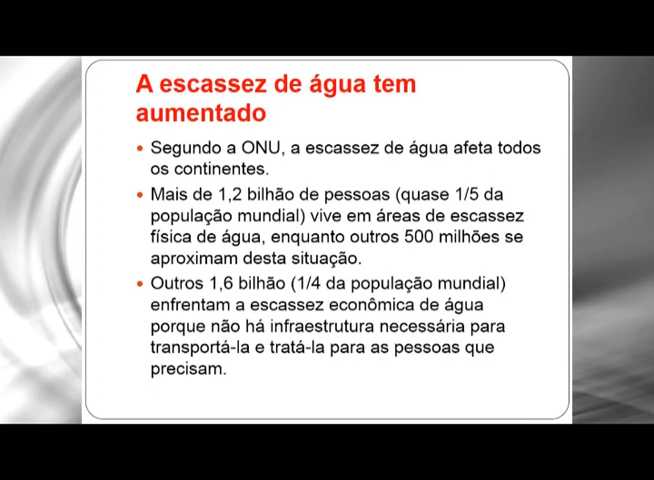 A escassez de água tem
aumentado
• Segundo a ONU, a escassez de água afeta todos
os continentes.
• Mais de 1,2 bilhão de pessoas (quase 1/5 da
população mundial) vive em áreas de escassez
física de água, enquanto outros 500 milhões se
aproximam desta situação.
• Outros 1,6 bilhão (1/4 da população mundial)
enfrentam a escassez econômica de água
porque não há infraestrutura necessária para
transportá-la e tratá-la para as pessoas que
precisam.